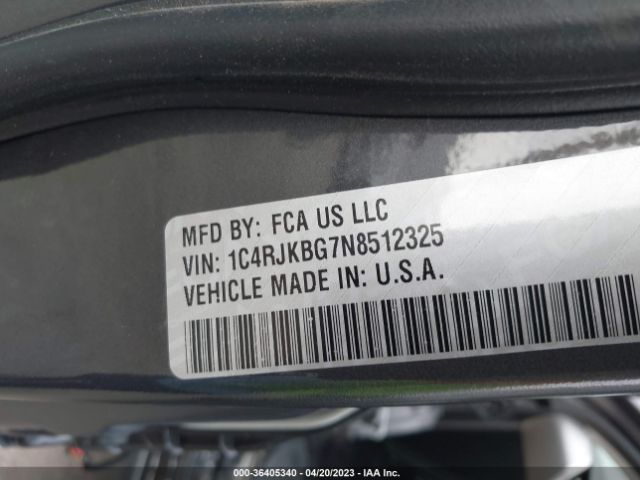 MFD BY: FCA US LLC
VIN: 1C4RJKBG7N8512325
VEHICLE MADE IN: U.S.A.
000-36405340 - 04/20/2023 - IAA Inc.